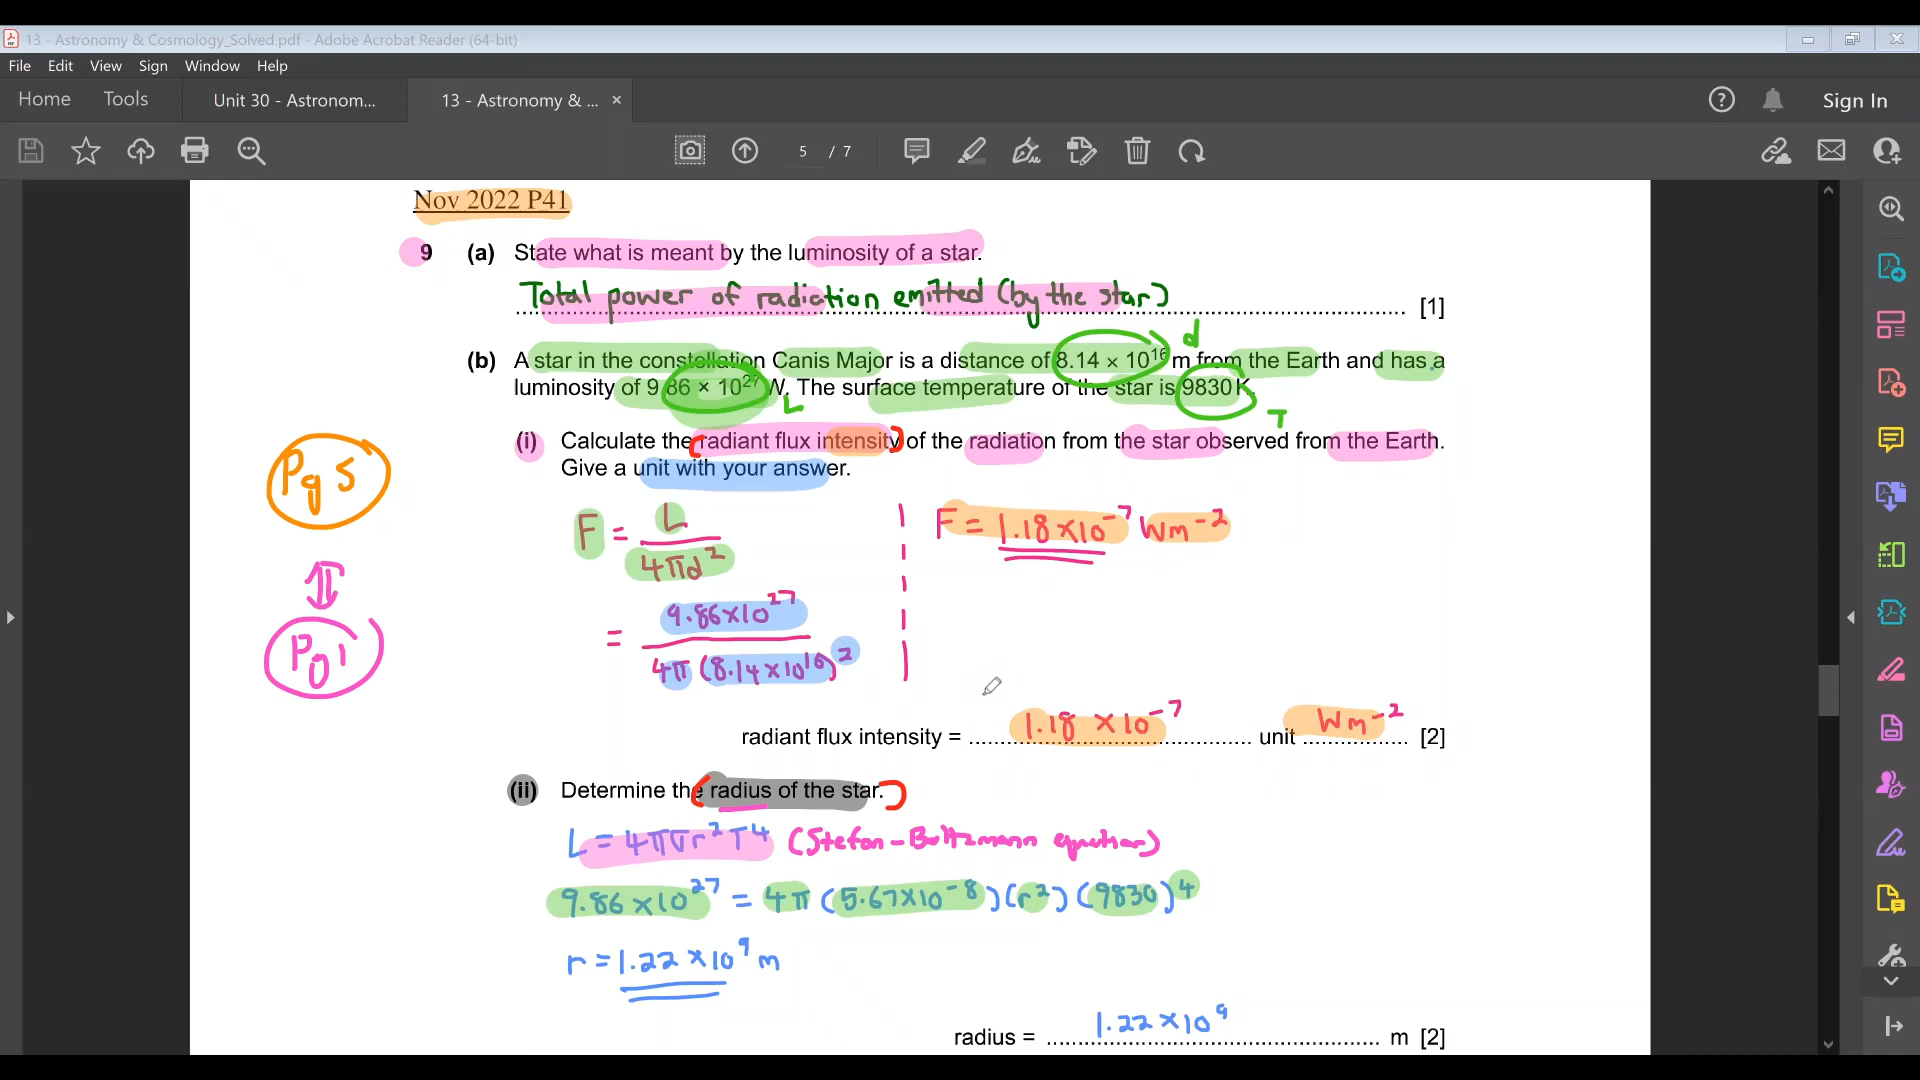 13 - Astronomy & Cosmology_Solved.pdf - Adobe Acrobat Reader (64-bit)
File Edit View Sign Window Help
Home Tools Unit 30 - Astronom... 13 - Astronomy & ... × Sign In
5 / 7
Nov 2022 P41
9 (a) State what is meant by the luminosity of a star.
Total power of radiation emitted (by the star) [1]
d
(b) A star in the constellation Canis Major is a distance of 8.14 × 10¹⁶ m from the Earth and has a
luminosity of 9.86 × 10²⁷ W. The surface temperature of the star is 9830 K.
L T
(i) Calculate the radiant flux intensity of the radiation from the star observed from the Earth.
Give a unit with your answer.
Pg 5
F = L / 4πd²
F = 1.18×10⁻⁷ Wm⁻²
= 9.86×10²⁷ / 4π (8.14×10¹⁶)²
Pg 1
radiant flux intensity = 1.18 ×10⁻⁷ unit Wm⁻² [2]
(ii) Determine the radius of the star.
L = 4πσr²T⁴ (Stefan-Boltzmann equation)
9.86 ×10²⁷ = 4π (5.67×10⁻⁸)(r²)(9830)⁴
r = 1.22 ×10⁹ m
radius = 1.22 ×10⁹ m [2]